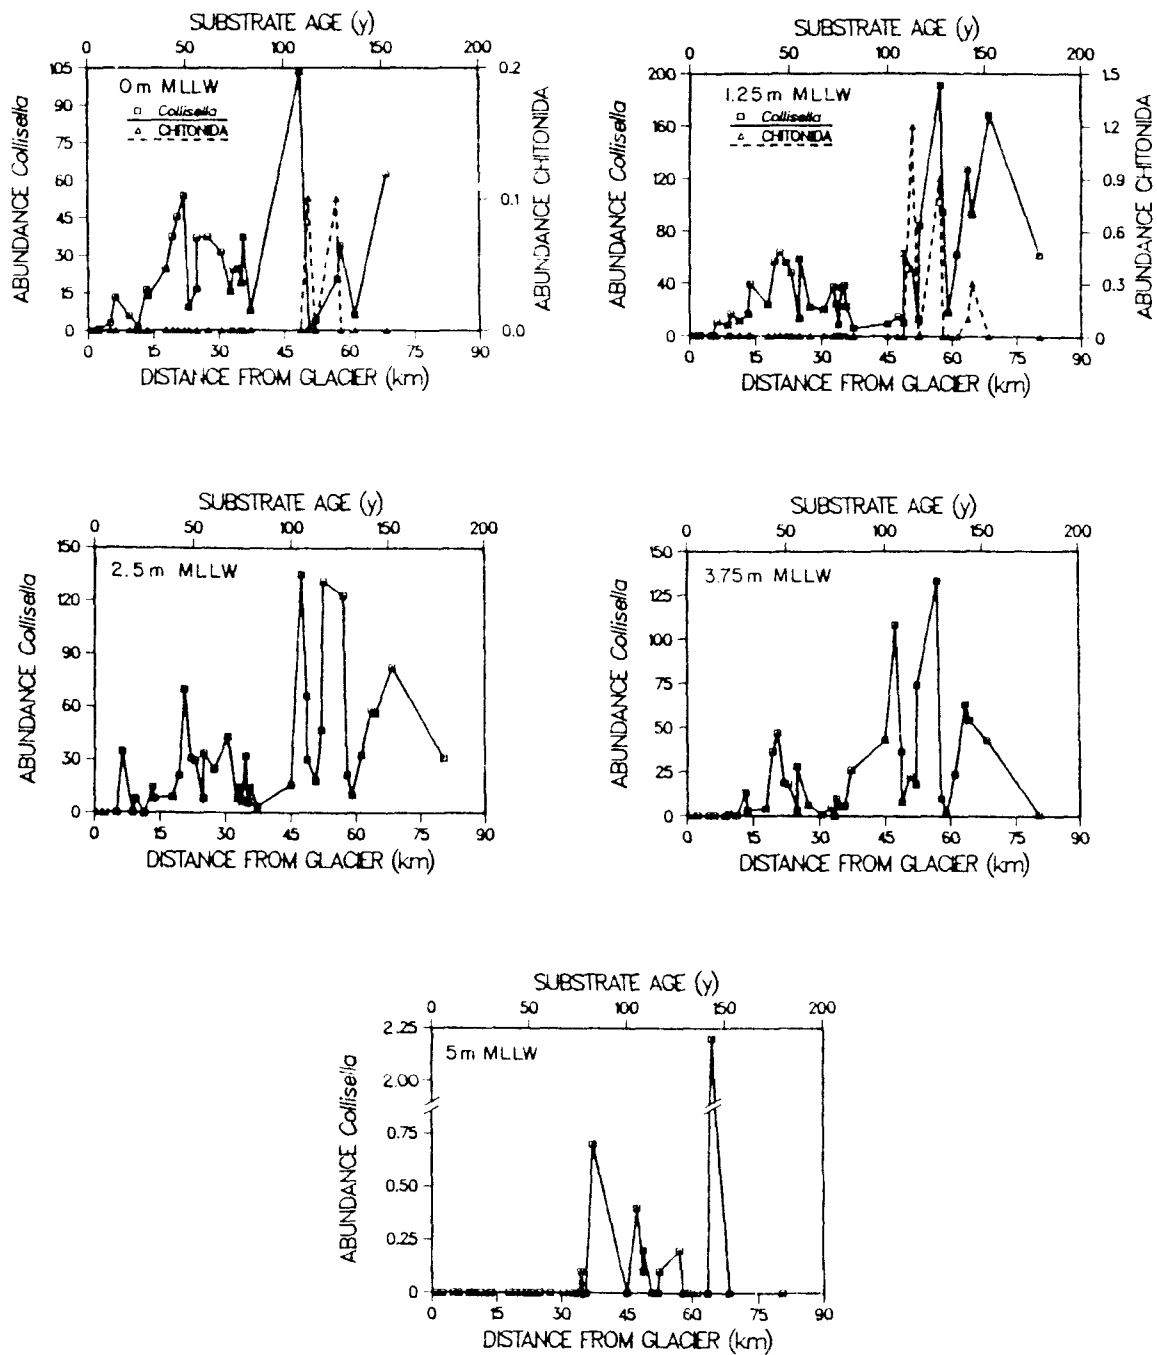 SUBSTRATE AGE (y)
0 50 100 150 200
105
90
75
60
45
30
15
0
ABUNDANCE Collisella
0m MLLW
Collisella
CHITONIDA
0.2
0.1
0.0
ABUNDANCE CHITONIDA
0 15 30 45 60 75 90
DISTANCE FROM GLACIER (km)
SUBSTRATE AGE (y)
0 50 100 150 200
200
160
120
80
40
0
ABUNDANCE Collisella
1.25m MLLW
Collisella
CHITONIDA
1.5
1.2
0.9
0.6
0.3
0
ABUNDANCE CHITONIDA
0 15 30 45 60 75 90
DISTANCE FROM GLACIER (km)
SUBSTRATE AGE (y)
0 50 100 150 200
150
120
90
60
30
0
ABUNDANCE Collisella
2.5m MLLW
0 15 30 45 60 75 90
DISTANCE FROM GLACIER (km)
SUBSTRATE AGE (y)
0 50 100 150 200
150
125
100
75
50
25
0
ABUNDANCE Collisella
3.75m MLLW
0 15 30 45 60 75 90
DISTANCE FROM GLACIER (km)
SUBSTRATE AGE (y)
0 50 100 150 200
2.25
2.00
0.75
0.50
0.25
0
ABUNDANCE Collisella
5m MLLW
0 15 30 45 60 75 90
DISTANCE FROM GLACIER (km)